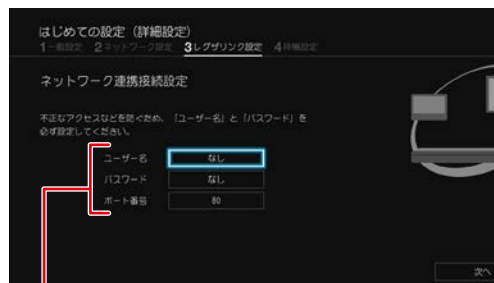 はじめての設定（詳細設定）
1一般設定 2ネットワーク設定 3レグザリンク設定 4待機設定
ネットワーク連携接続設定
不正なアクセスなどを防ぐため、「ユーザー名」と「パスワード」を
必ず設定してください。
ユーザー名 なし
パスワード なし
ポート番号 80
次へ